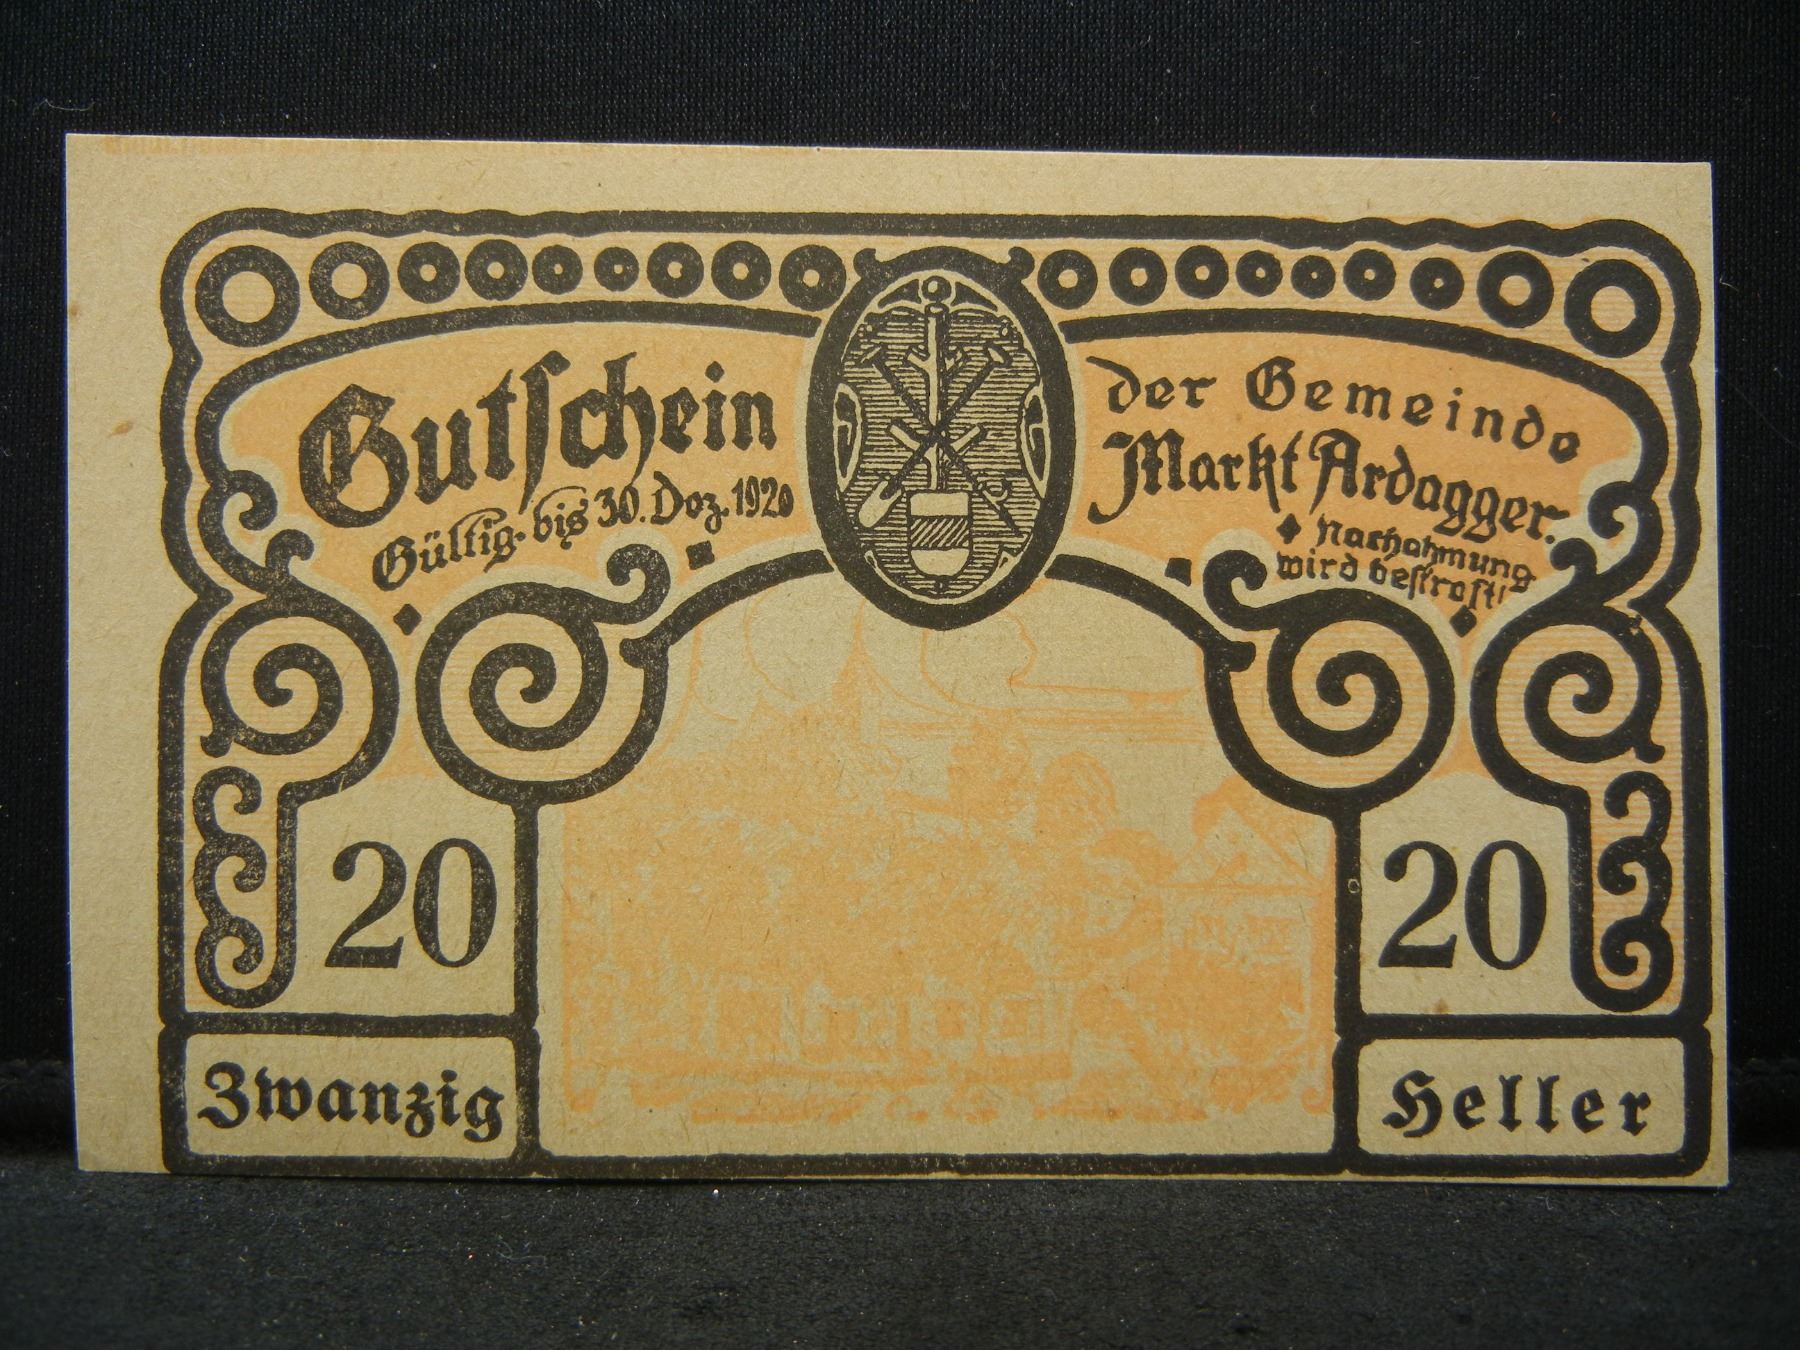 Gutschein
Gültig bis 30. Dez. 1920
der Gemeinde
Markt Ardagger.
Nachahmung
wird bestraft!
20
20
Zwanzig
Heller